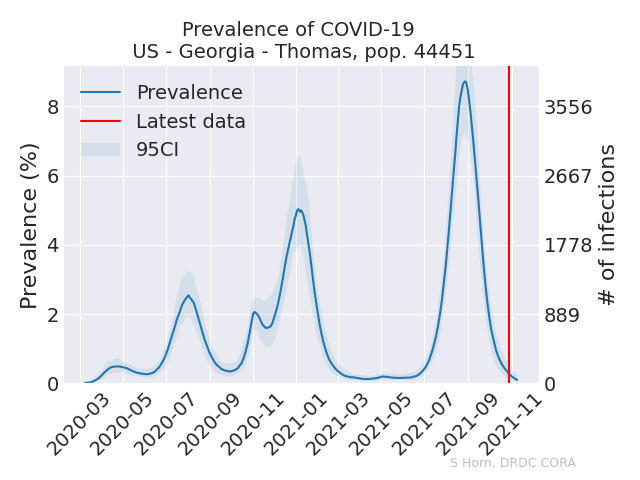 Prevalence of COVID-19
US - Georgia - Thomas, pop. 44451
Prevalence
Latest data
95CI
Prevalence (%)
8
6
4
2
0
3556
2667
1778
889
0
# of infections
2020-03
2020-05
2020-07
2020-09
2020-11
2021-01
2021-03
2021-05
2021-07
2021-09
2021-11
S Horn, DRDC CORA